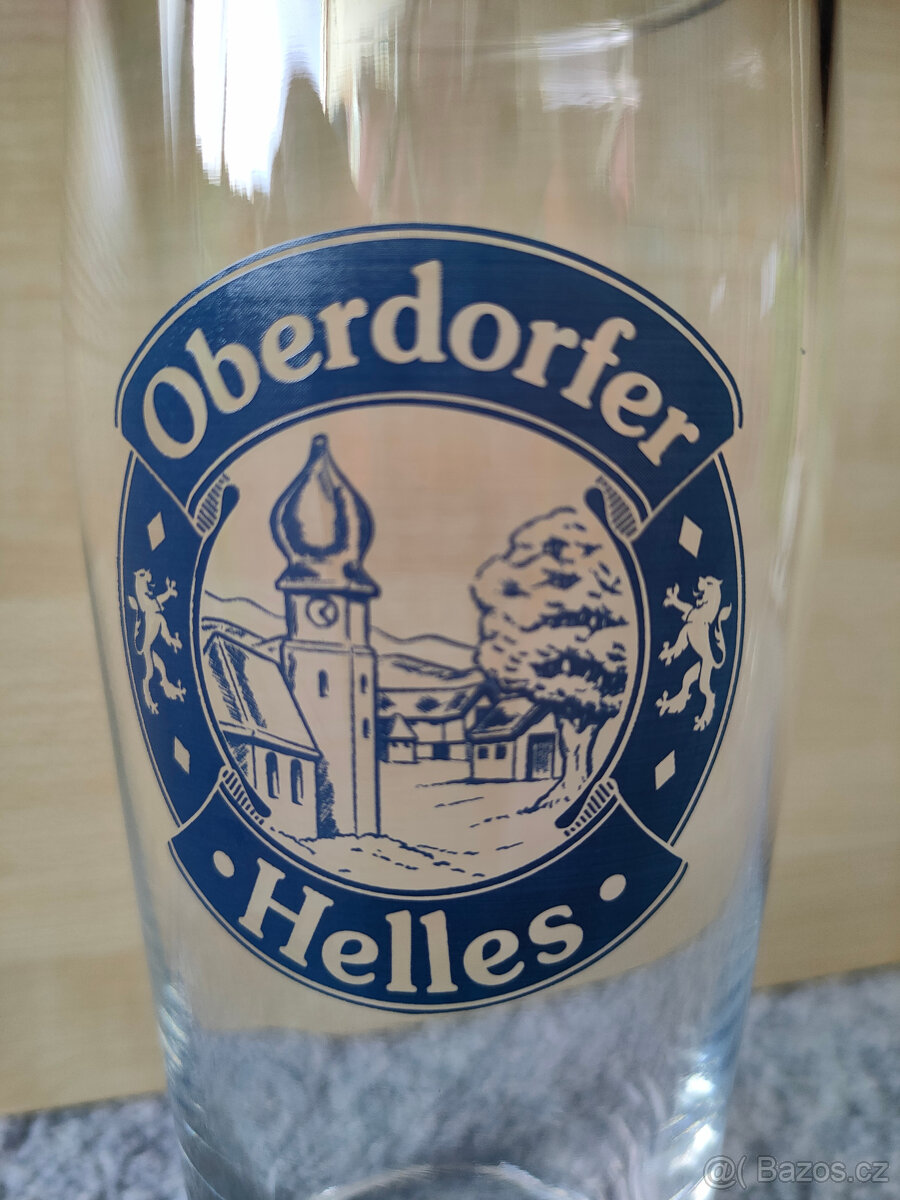 Oberdorfer
• Helles •
@( Bazos.cz